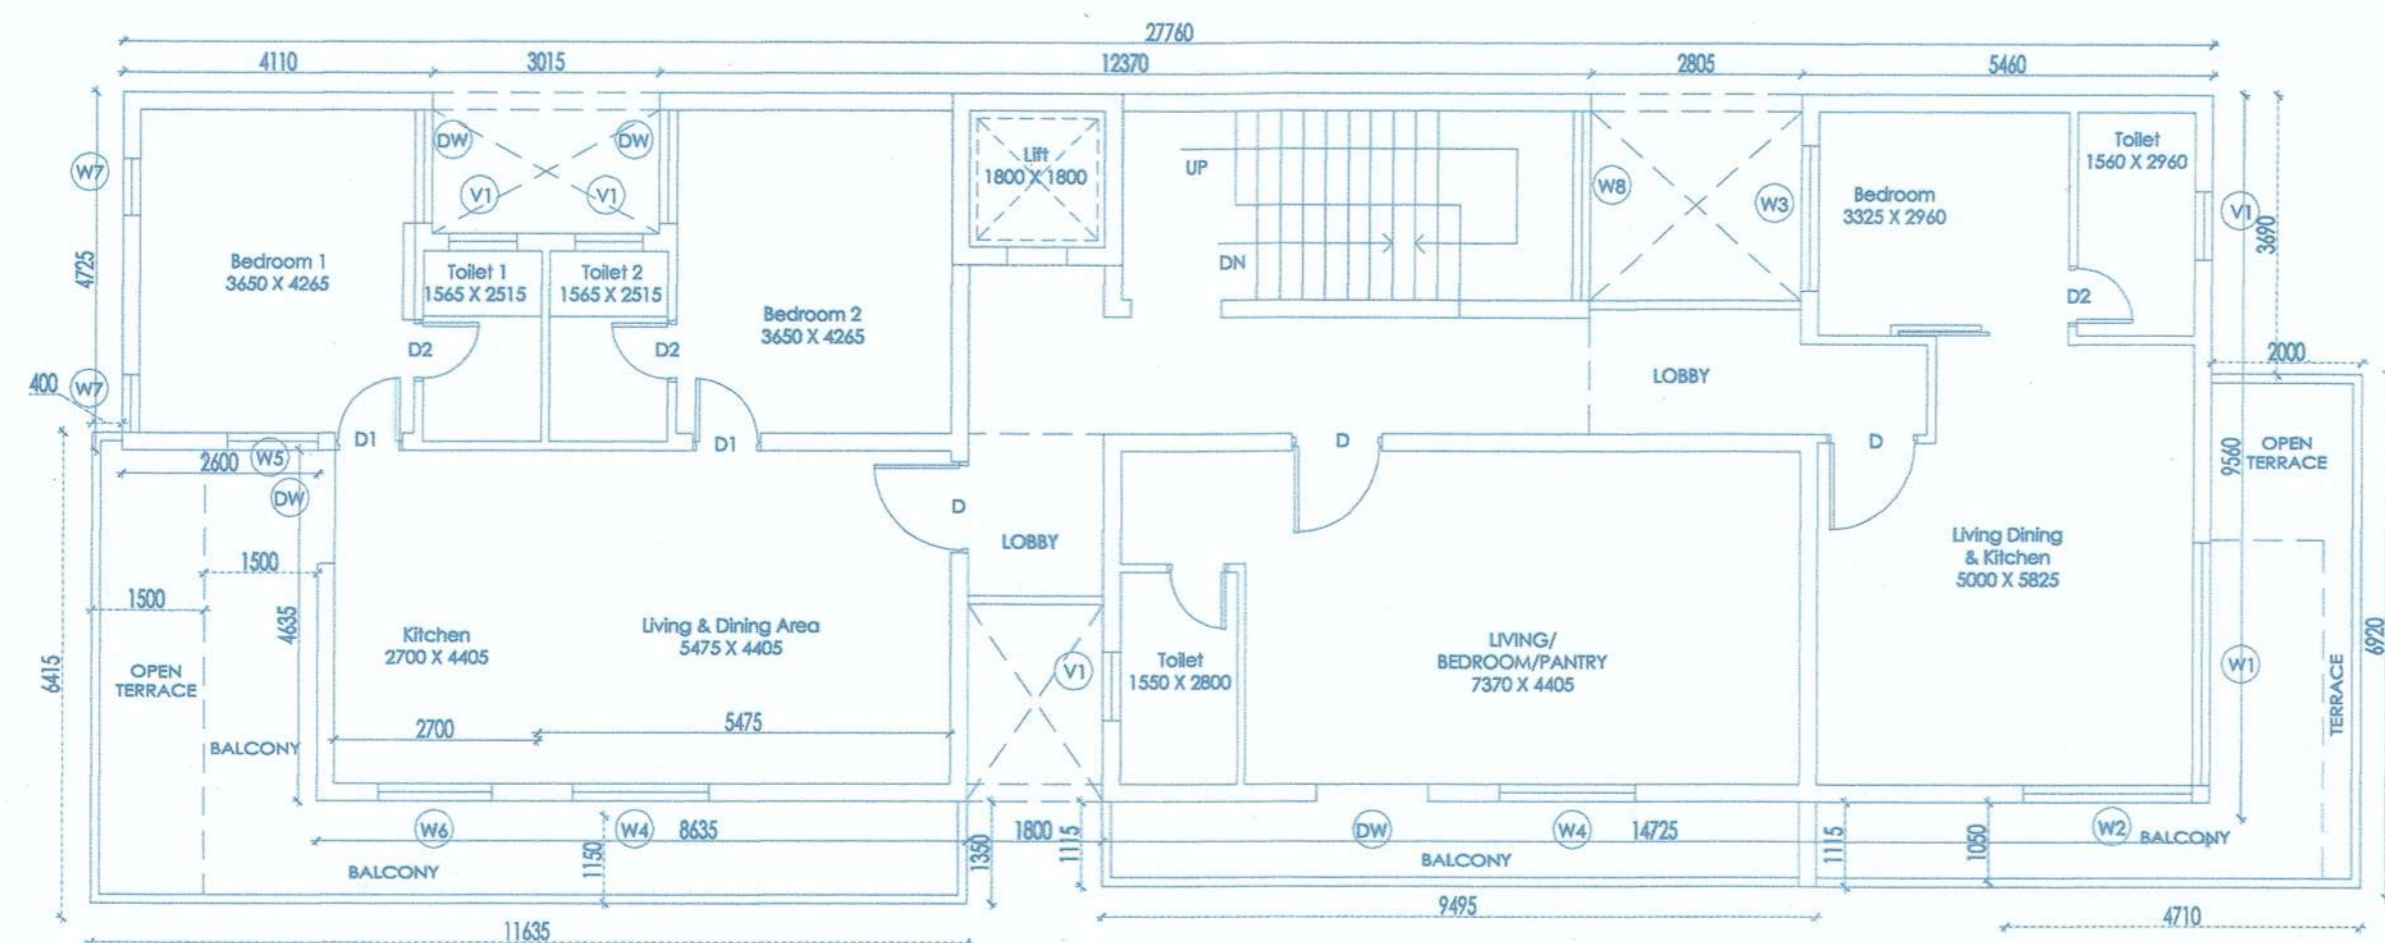 27760
4110
3015
12370
2805
5460
DW
DW
V1
V1
W7
W7
4725
400
Bedroom 1
3650 X 4265
Toilet 1
1565 X 2515
Toilet 2
1565 X 2515
D2
D2
D1
D1
Bedroom 2
3650 X 4265
Lift
1800 X 1800
UP
DN
W8
W3
Bedroom
3325 X 2960
Toilet
1560 X 2960
V1
3690
D2
2000
LOBBY
D
D
9560
OPEN
TERRACE
2600
W5
DW
1500
1500
4635
6415
OPEN
TERRACE
BALCONY
Kitchen
2700 X 4405
Living & Dining Area
5475 X 4405
2700
5475
D
LOBBY
V1
Toilet
1550 X 2800
LIVING/
BEDROOM/PANTRY
7370 X 4405
Living Dining
& Kitchen
5000 X 5825
W1
TERRACE
6920
W6
W4
8635
1150
BALCONY
1350
1800
1115
DW
W4
14725
BALCONY
1115
1050
W2
BALCONY
11635
9495
4710